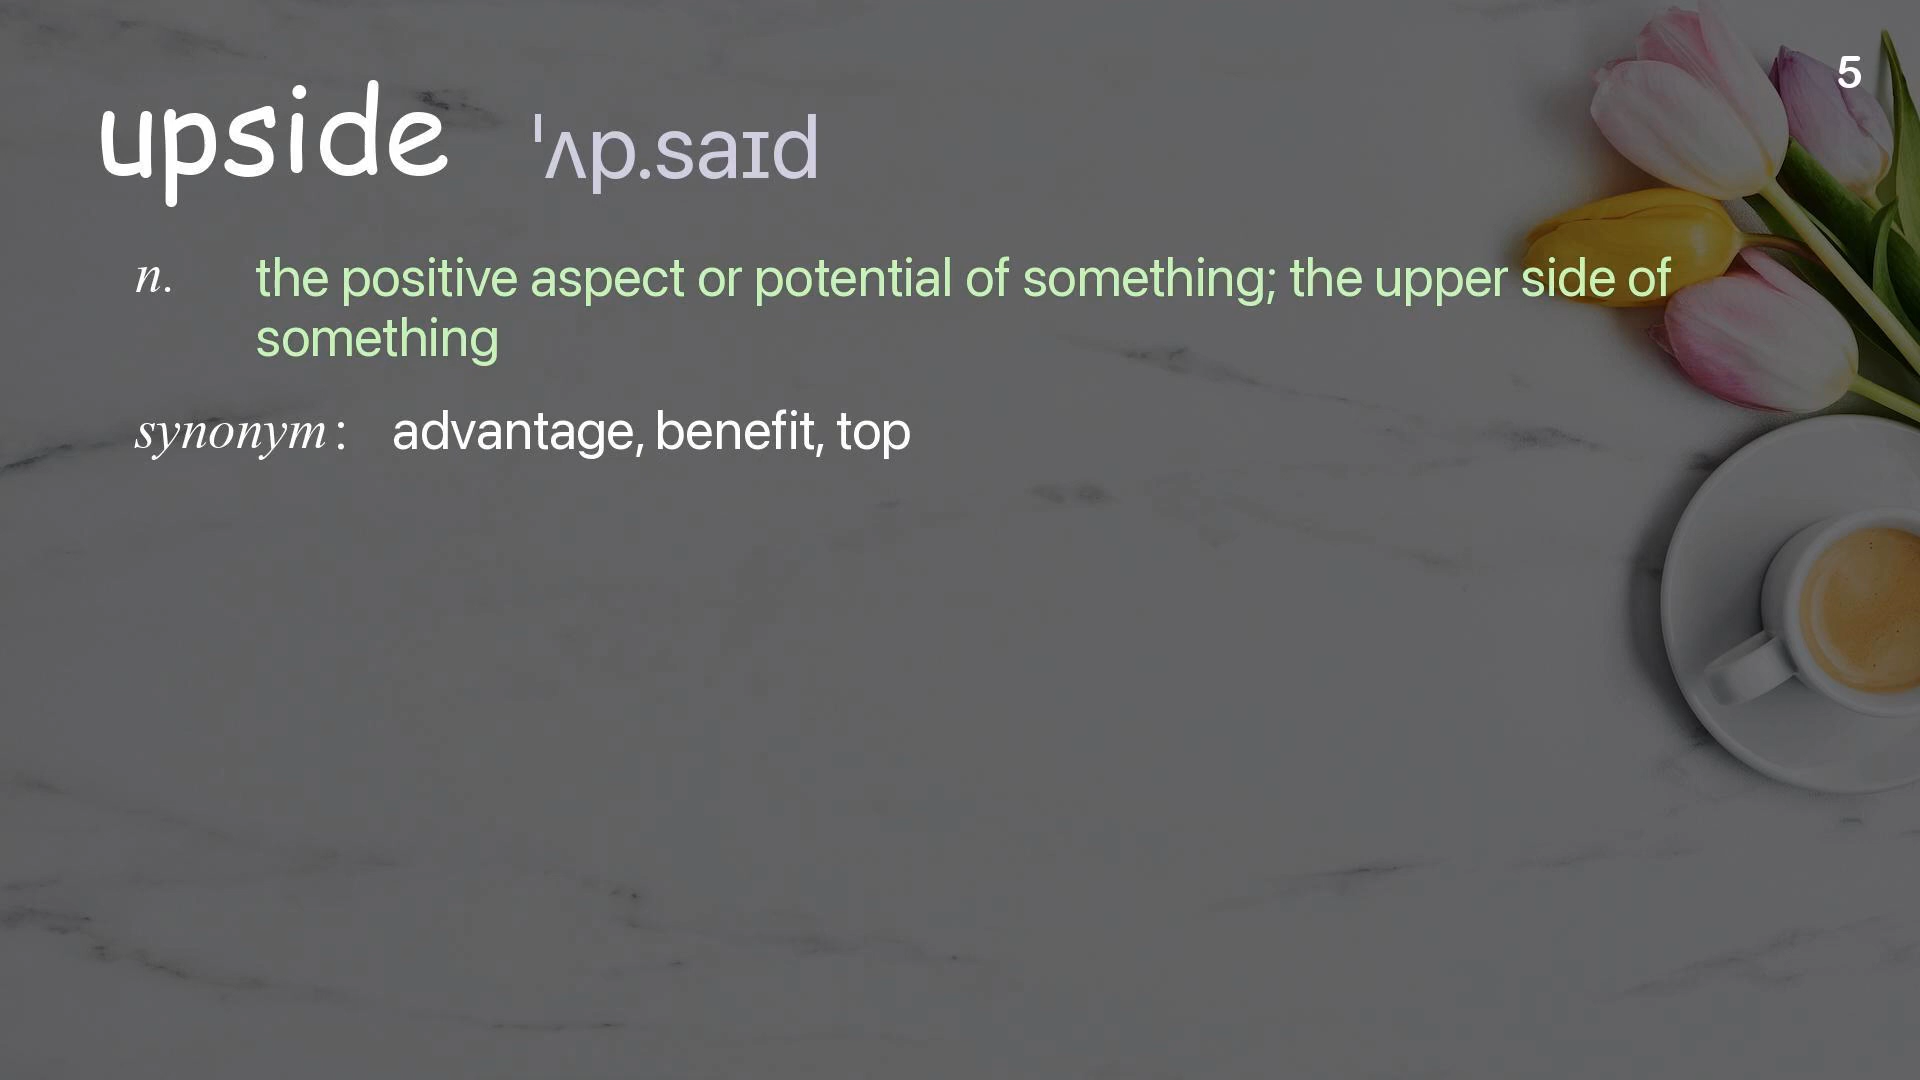 5
upside ˈʌp.saɪd
n. the positive aspect or potential of something; the upper side of
something
synonym: advantage, benefit, top